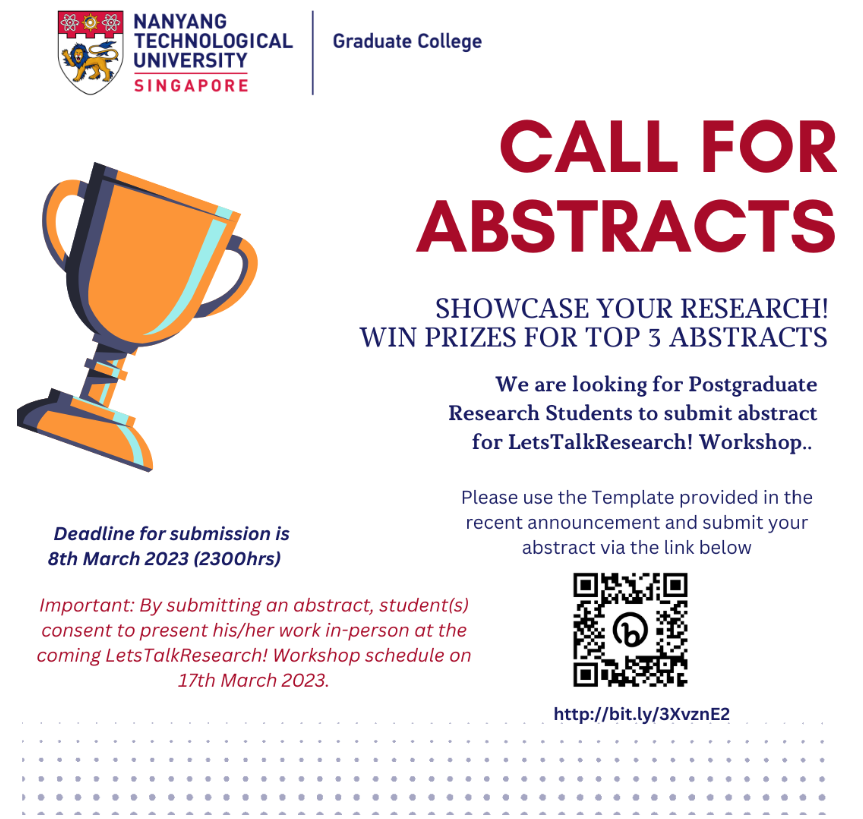 NANYANG
TECHNOLOGICAL
UNIVERSITY
SINGAPORE
Graduate College
CALL FOR
ABSTRACTS
SHOWCASE YOUR RESEARCH!
WIN PRIZES FOR TOP 3 ABSTRACTS
We are looking for Postgraduate
Research Students to submit abstract
for LetsTalkResearch! Workshop..
Please use the Template provided in the
recent announcement and submit your
abstract via the link below
Deadline for submission is
8th March 2023 (2300hrs)
Important: By submitting an abstract, student(s)
consent to present his/her work in-person at the
coming LetsTalkResearch! Workshop schedule on
17th March 2023.
b
http://bit.ly/3XvznE2